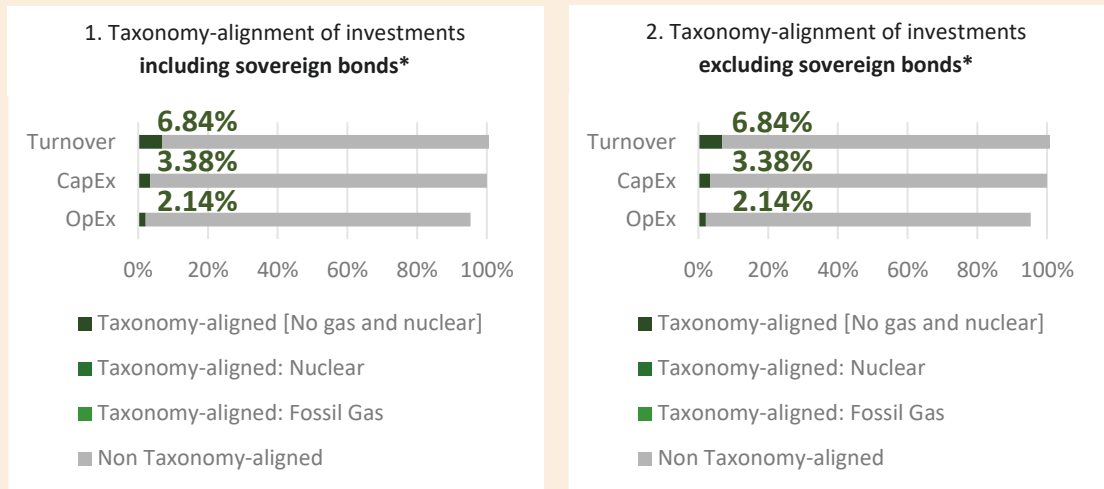 1. Taxonomy-alignment of investments
including sovereign bonds*
6.84%
Turnover
3.38%
CapEx
2.14%
OpEx
0% 20% 40% 60% 80% 100%
Taxonomy-aligned [No gas and nuclear]
Taxonomy-aligned: Nuclear
Taxonomy-aligned: Fossil Gas
Non Taxonomy-aligned
2. Taxonomy-alignment of investments
excluding sovereign bonds*
6.84%
Turnover
3.38%
CapEx
2.14%
OpEx
0% 20% 40% 60% 80% 100%
Taxonomy-aligned [No gas and nuclear]
Taxonomy-aligned: Nuclear
Taxonomy-aligned: Fossil Gas
Non Taxonomy-aligned